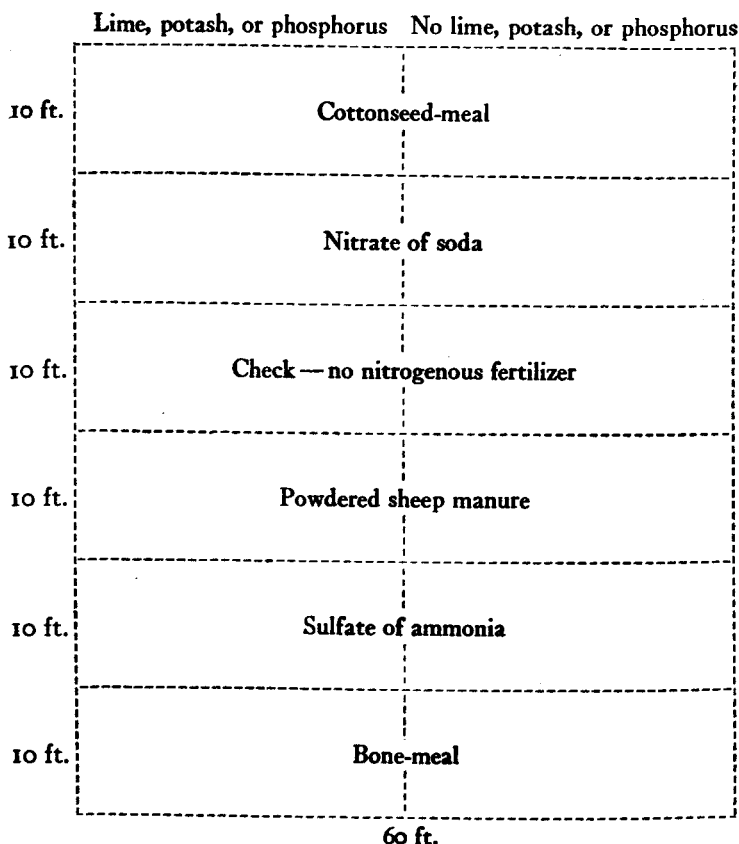 Lime, potash, or phosphorus No lime, potash, or phosphorus
10 ft. Cottonseed-meal
10 ft. Nitrate of soda
10 ft. Check — no nitrogenous fertilizer
10 ft. Powdered sheep manure
10 ft. Sulfate of ammonia
10 ft. Bone-meal
60 ft.